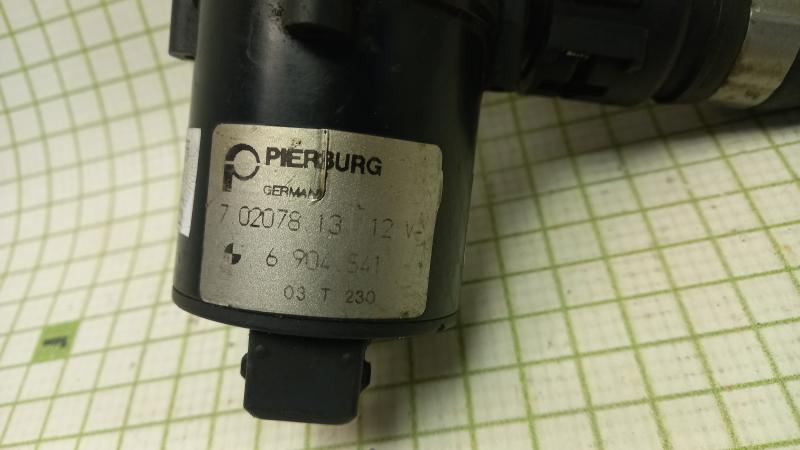 PIERBURG
GERMANY
7 02078 13 12 V-
6 904 541
03 T 230